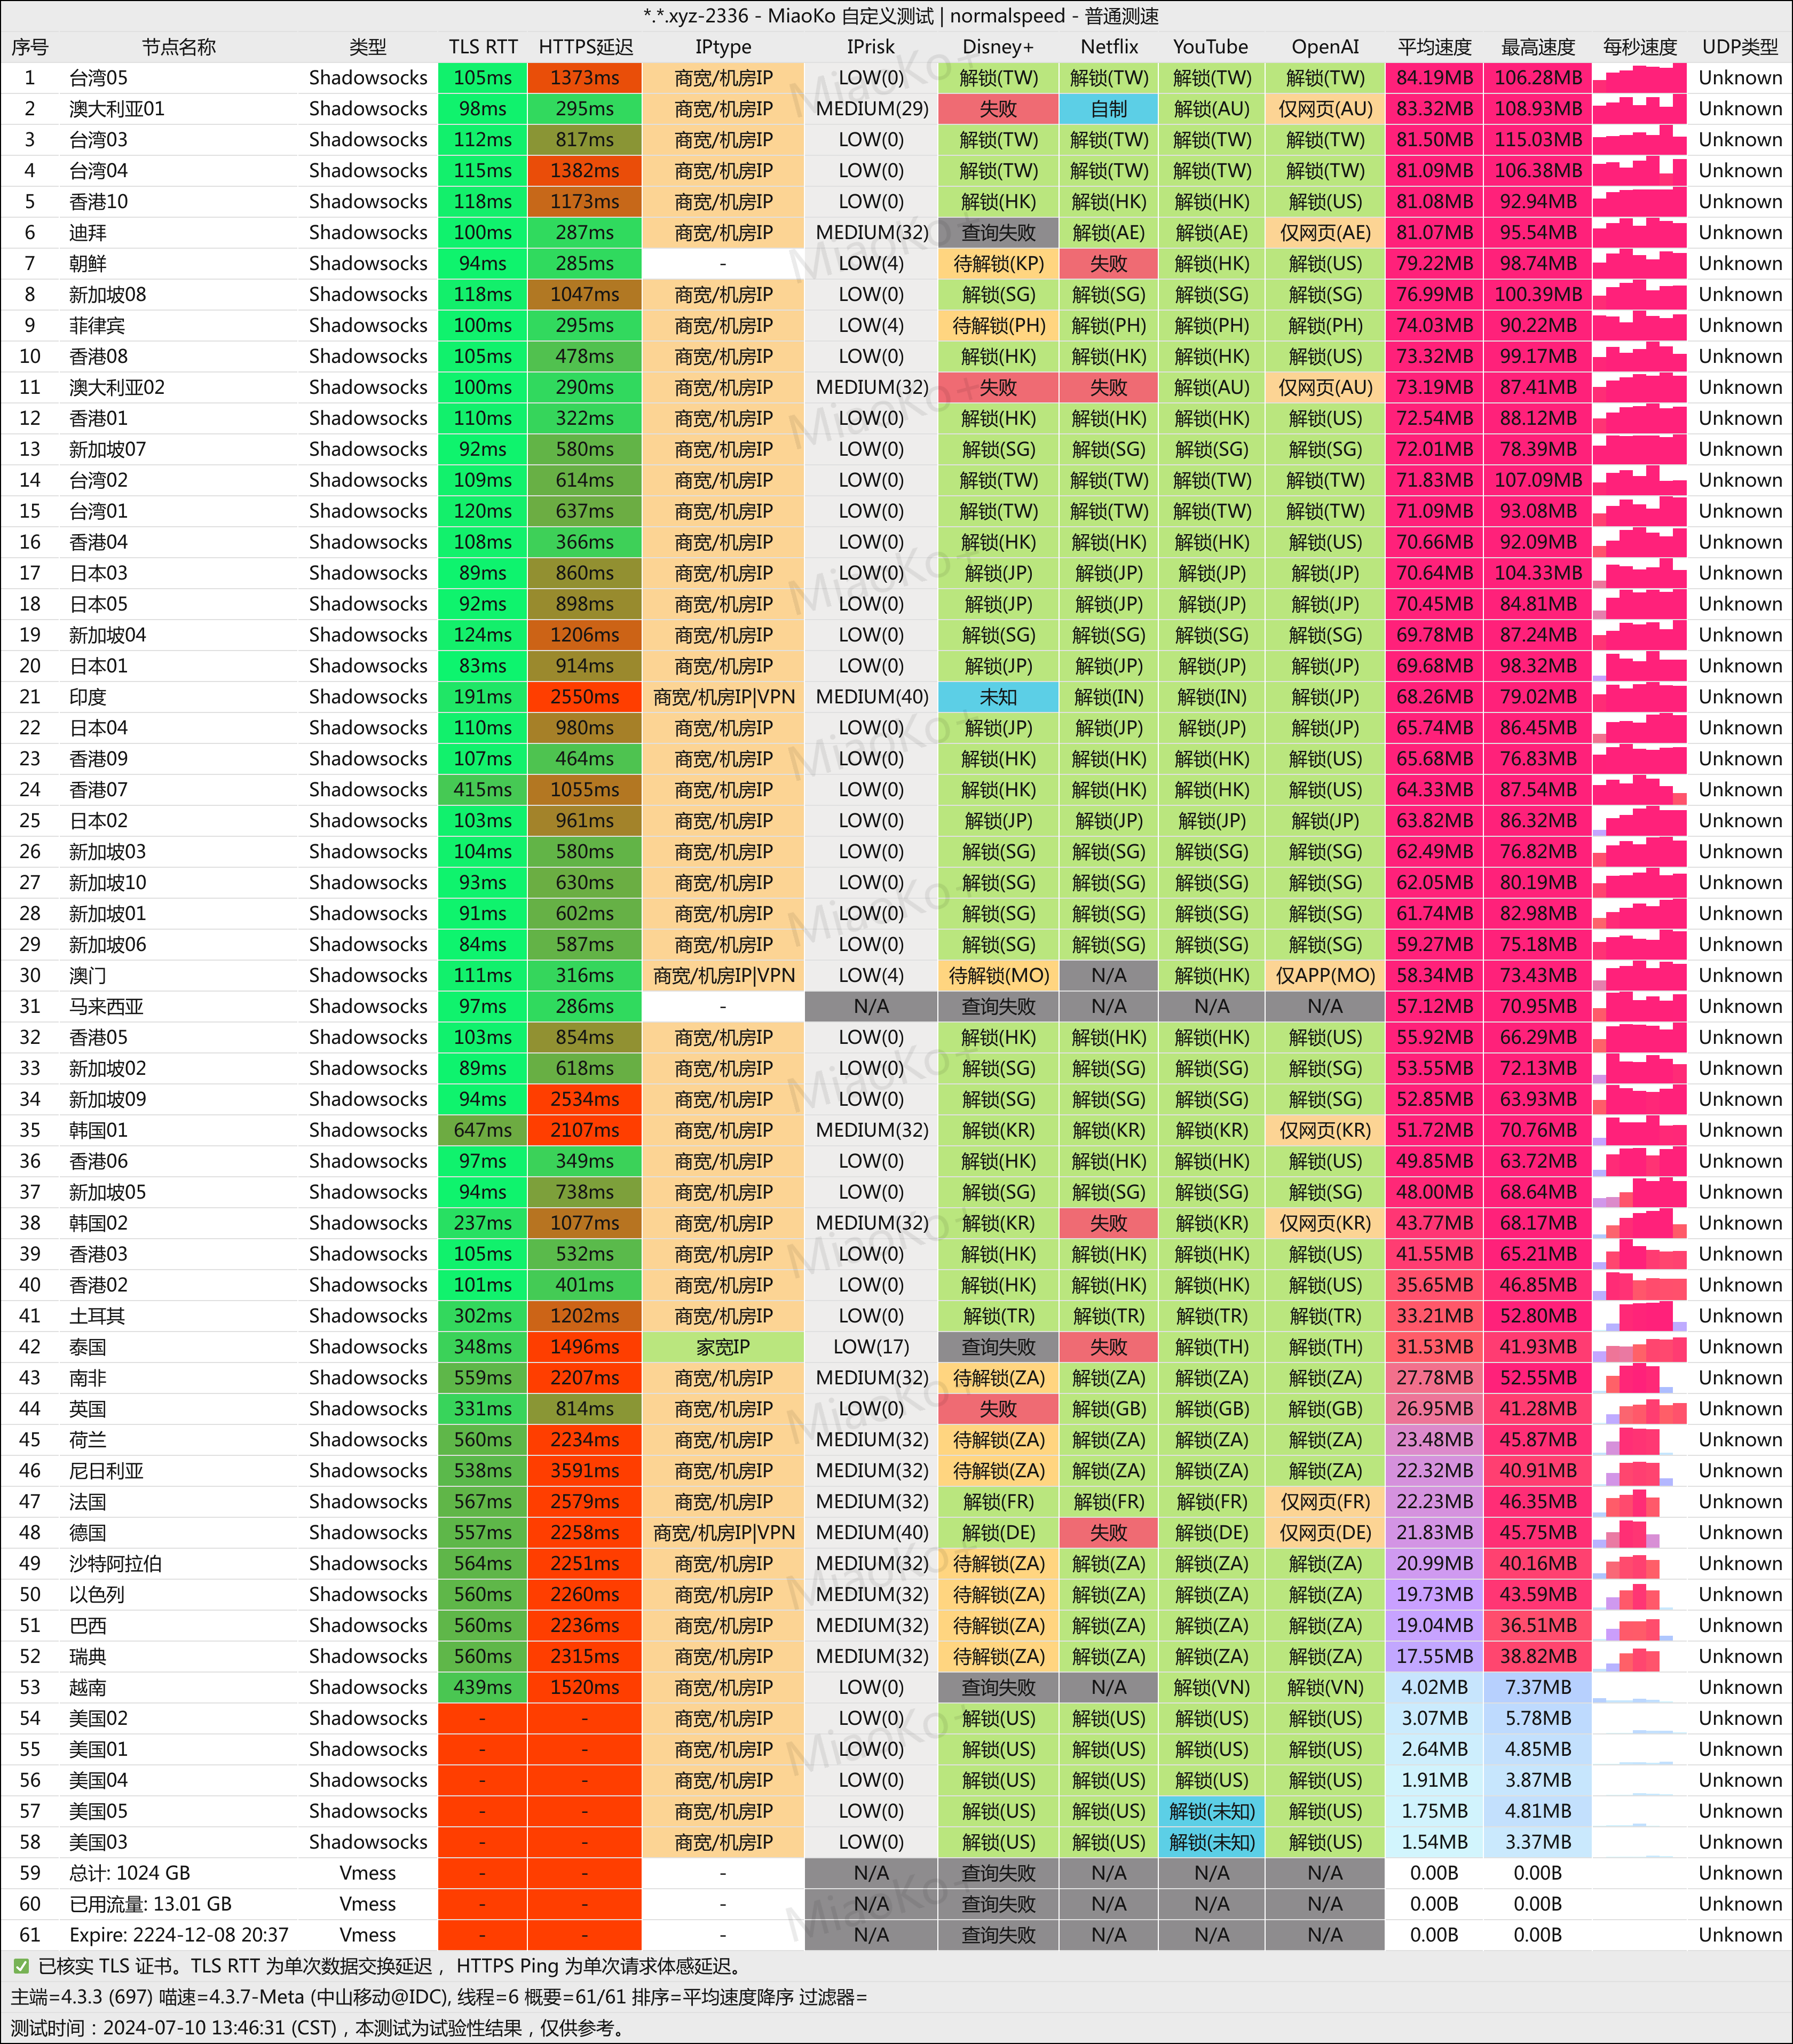 *.*.xyz-2336 - MiaoKo 自定义测试 | normalspeed - 普通测速
序号 节点名称 类型 TLS RTT HTTPS延迟 IPtype IPrisk Disney+ Netflix YouTube OpenAI 平均速度 最高速度 每秒速度 UDP类型
1 台湾05 Shadowsocks 105ms 1373ms 商宽/机房IP LOW(0) 解锁(TW) 解锁(TW) 解锁(TW) 解锁(TW) 84.19MB 106.28MB Unknown
2 澳大利亚01 Shadowsocks 98ms 295ms 商宽/机房IP MEDIUM(29) 失败 自制 解锁(AU) 仅网页(AU) 83.32MB 108.93MB Unknown
3 台湾03 Shadowsocks 112ms 817ms 商宽/机房IP LOW(0) 解锁(TW) 解锁(TW) 解锁(TW) 解锁(TW) 81.50MB 115.03MB Unknown
4 台湾04 Shadowsocks 115ms 1382ms 商宽/机房IP LOW(0) 解锁(TW) 解锁(TW) 解锁(TW) 解锁(TW) 81.09MB 106.38MB Unknown
5 香港10 Shadowsocks 118ms 1173ms 商宽/机房IP LOW(0) 解锁(HK) 解锁(HK) 解锁(HK) 解锁(US) 81.08MB 92.94MB Unknown
6 迪拜 Shadowsocks 100ms 287ms 商宽/机房IP MEDIUM(32) 查询失败 解锁(AE) 解锁(AE) 仅网页(AE) 81.07MB 95.54MB Unknown
7 朝鲜 Shadowsocks 94ms 285ms - LOW(4) 待解锁(KP) 失败 解锁(HK) 解锁(US) 79.22MB 98.74MB Unknown
8 新加坡08 Shadowsocks 118ms 1047ms 商宽/机房IP LOW(0) 解锁(SG) 解锁(SG) 解锁(SG) 解锁(SG) 76.99MB 100.39MB Unknown
9 菲律宾 Shadowsocks 100ms 295ms 商宽/机房IP LOW(4) 待解锁(PH) 解锁(PH) 解锁(PH) 解锁(PH) 74.03MB 90.22MB Unknown
10 香港08 Shadowsocks 105ms 478ms 商宽/机房IP LOW(0) 解锁(HK) 解锁(HK) 解锁(HK) 解锁(US) 73.32MB 99.17MB Unknown
11 澳大利亚02 Shadowsocks 100ms 290ms 商宽/机房IP MEDIUM(32) 失败 失败 解锁(AU) 仅网页(AU) 73.19MB 87.41MB Unknown
12 香港01 Shadowsocks 110ms 322ms 商宽/机房IP LOW(0) 解锁(HK) 解锁(HK) 解锁(HK) 解锁(US) 72.54MB 88.12MB Unknown
13 新加坡07 Shadowsocks 92ms 580ms 商宽/机房IP LOW(0) 解锁(SG) 解锁(SG) 解锁(SG) 解锁(SG) 72.01MB 78.39MB Unknown
14 台湾02 Shadowsocks 109ms 614ms 商宽/机房IP LOW(0) 解锁(TW) 解锁(TW) 解锁(TW) 解锁(TW) 71.83MB 107.09MB Unknown
15 台湾01 Shadowsocks 120ms 637ms 商宽/机房IP LOW(0) 解锁(TW) 解锁(TW) 解锁(TW) 解锁(TW) 71.09MB 93.08MB Unknown
16 香港04 Shadowsocks 108ms 366ms 商宽/机房IP LOW(0) 解锁(HK) 解锁(HK) 解锁(HK) 解锁(US) 70.66MB 92.09MB Unknown
17 日本03 Shadowsocks 89ms 860ms 商宽/机房IP LOW(0) 解锁(JP) 解锁(JP) 解锁(JP) 解锁(JP) 70.64MB 104.33MB Unknown
18 日本05 Shadowsocks 92ms 898ms 商宽/机房IP LOW(0) 解锁(JP) 解锁(JP) 解锁(JP) 解锁(JP) 70.45MB 84.81MB Unknown
19 新加坡04 Shadowsocks 124ms 1206ms 商宽/机房IP LOW(0) 解锁(SG) 解锁(SG) 解锁(SG) 解锁(SG) 69.78MB 87.24MB Unknown
20 日本01 Shadowsocks 83ms 914ms 商宽/机房IP LOW(0) 解锁(JP) 解锁(JP) 解锁(JP) 解锁(JP) 69.68MB 98.32MB Unknown
21 印度 Shadowsocks 191ms 2550ms 商宽/机房IP|VPN MEDIUM(40) 未知 解锁(IN) 解锁(IN) 解锁(JP) 68.26MB 79.02MB Unknown
22 日本04 Shadowsocks 110ms 980ms 商宽/机房IP LOW(0) 解锁(JP) 解锁(JP) 解锁(JP) 解锁(JP) 65.74MB 86.45MB Unknown
23 香港09 Shadowsocks 107ms 464ms 商宽/机房IP LOW(0) 解锁(HK) 解锁(HK) 解锁(HK) 解锁(US) 65.68MB 76.83MB Unknown
24 香港07 Shadowsocks 415ms 1055ms 商宽/机房IP LOW(0) 解锁(HK) 解锁(HK) 解锁(HK) 解锁(US) 64.33MB 87.54MB Unknown
25 日本02 Shadowsocks 103ms 961ms 商宽/机房IP LOW(0) 解锁(JP) 解锁(JP) 解锁(JP) 解锁(JP) 63.82MB 86.32MB Unknown
26 新加坡03 Shadowsocks 104ms 580ms 商宽/机房IP LOW(0) 解锁(SG) 解锁(SG) 解锁(SG) 解锁(SG) 62.49MB 76.82MB Unknown
27 新加坡10 Shadowsocks 93ms 630ms 商宽/机房IP LOW(0) 解锁(SG) 解锁(SG) 解锁(SG) 解锁(SG) 62.05MB 80.19MB Unknown
28 新加坡01 Shadowsocks 91ms 602ms 商宽/机房IP LOW(0) 解锁(SG) 解锁(SG) 解锁(SG) 解锁(SG) 61.74MB 82.98MB Unknown
29 新加坡06 Shadowsocks 84ms 587ms 商宽/机房IP LOW(0) 解锁(SG) 解锁(SG) 解锁(SG) 解锁(SG) 59.27MB 75.18MB Unknown
30 澳门 Shadowsocks 111ms 316ms 商宽/机房IP|VPN LOW(4) 待解锁(MO) N/A 解锁(HK) 仅APP(MO) 58.34MB 73.43MB Unknown
31 马来西亚 Shadowsocks 97ms 286ms - N/A 查询失败 N/A N/A N/A 57.12MB 70.95MB Unknown
32 香港05 Shadowsocks 103ms 854ms 商宽/机房IP LOW(0) 解锁(HK) 解锁(HK) 解锁(HK) 解锁(US) 55.92MB 66.29MB Unknown
33 新加坡02 Shadowsocks 89ms 618ms 商宽/机房IP LOW(0) 解锁(SG) 解锁(SG) 解锁(SG) 解锁(SG) 53.55MB 72.13MB Unknown
34 新加坡09 Shadowsocks 94ms 2534ms 商宽/机房IP LOW(0) 解锁(SG) 解锁(SG) 解锁(SG) 解锁(SG) 52.85MB 63.93MB Unknown
35 韩国01 Shadowsocks 647ms 2107ms 商宽/机房IP MEDIUM(32) 解锁(KR) 解锁(KR) 解锁(KR) 仅网页(KR) 51.72MB 70.76MB Unknown
36 香港06 Shadowsocks 97ms 349ms 商宽/机房IP LOW(0) 解锁(HK) 解锁(HK) 解锁(HK) 解锁(US) 49.85MB 63.72MB Unknown
37 新加坡05 Shadowsocks 94ms 738ms 商宽/机房IP LOW(0) 解锁(SG) 解锁(SG) 解锁(SG) 解锁(SG) 48.00MB 68.64MB Unknown
38 韩国02 Shadowsocks 237ms 1077ms 商宽/机房IP MEDIUM(32) 解锁(KR) 失败 解锁(KR) 仅网页(KR) 43.77MB 68.17MB Unknown
39 香港03 Shadowsocks 105ms 532ms 商宽/机房IP LOW(0) 解锁(HK) 解锁(HK) 解锁(HK) 解锁(US) 41.55MB 65.21MB Unknown
40 香港02 Shadowsocks 101ms 401ms 商宽/机房IP LOW(0) 解锁(HK) 解锁(HK) 解锁(HK) 解锁(US) 35.65MB 46.85MB Unknown
41 土耳其 Shadowsocks 302ms 1202ms 商宽/机房IP LOW(0) 解锁(TR) 解锁(TR) 解锁(TR) 解锁(TR) 33.21MB 52.80MB Unknown
42 泰国 Shadowsocks 348ms 1496ms 家宽IP LOW(17) 查询失败 失败 解锁(TH) 解锁(TH) 31.53MB 41.93MB Unknown
43 南非 Shadowsocks 559ms 2207ms 商宽/机房IP MEDIUM(32) 待解锁(ZA) 解锁(ZA) 解锁(ZA) 解锁(ZA) 27.78MB 52.55MB Unknown
44 英国 Shadowsocks 331ms 814ms 商宽/机房IP LOW(0) 失败 解锁(GB) 解锁(GB) 解锁(GB) 26.95MB 41.28MB Unknown
45 荷兰 Shadowsocks 560ms 2234ms 商宽/机房IP MEDIUM(32) 待解锁(ZA) 解锁(ZA) 解锁(ZA) 解锁(ZA) 23.48MB 45.87MB Unknown
46 尼日利亚 Shadowsocks 538ms 3591ms 商宽/机房IP MEDIUM(32) 待解锁(ZA) 解锁(ZA) 解锁(ZA) 解锁(ZA) 22.32MB 40.91MB Unknown
47 法国 Shadowsocks 567ms 2579ms 商宽/机房IP MEDIUM(32) 解锁(FR) 解锁(FR) 解锁(FR) 仅网页(FR) 22.23MB 46.35MB Unknown
48 德国 Shadowsocks 557ms 2258ms 商宽/机房IP|VPN MEDIUM(40) 解锁(DE) 失败 解锁(DE) 仅网页(DE) 21.83MB 45.75MB Unknown
49 沙特阿拉伯 Shadowsocks 564ms 2251ms 商宽/机房IP MEDIUM(32) 待解锁(ZA) 解锁(ZA) 解锁(ZA) 解锁(ZA) 20.99MB 40.16MB Unknown
50 以色列 Shadowsocks 560ms 2260ms 商宽/机房IP MEDIUM(32) 待解锁(ZA) 解锁(ZA) 解锁(ZA) 解锁(ZA) 19.73MB 43.59MB Unknown
51 巴西 Shadowsocks 560ms 2236ms 商宽/机房IP MEDIUM(32) 待解锁(ZA) 解锁(ZA) 解锁(ZA) 解锁(ZA) 19.04MB 36.51MB Unknown
52 瑞典 Shadowsocks 560ms 2315ms 商宽/机房IP MEDIUM(32) 待解锁(ZA) 解锁(ZA) 解锁(ZA) 解锁(ZA) 17.55MB 38.82MB Unknown
53 越南 Shadowsocks 439ms 1520ms 商宽/机房IP LOW(0) 查询失败 N/A 解锁(VN) 解锁(VN) 4.02MB 7.37MB Unknown
54 美国02 Shadowsocks - - 商宽/机房IP LOW(0) 解锁(US) 解锁(US) 解锁(US) 解锁(US) 3.07MB 5.78MB Unknown
55 美国01 Shadowsocks - - 商宽/机房IP LOW(0) 解锁(US) 解锁(US) 解锁(US) 解锁(US) 2.64MB 4.85MB Unknown
56 美国04 Shadowsocks - - 商宽/机房IP LOW(0) 解锁(US) 解锁(US) 解锁(US) 解锁(US) 1.91MB 3.87MB Unknown
57 美国05 Shadowsocks - - 商宽/机房IP LOW(0) 解锁(US) 解锁(US) 解锁(未知) 解锁(US) 1.75MB 4.81MB Unknown
58 美国03 Shadowsocks - - 商宽/机房IP LOW(0) 解锁(US) 解锁(US) 解锁(未知) 解锁(US) 1.54MB 3.37MB Unknown
59 总计: 1024 GB Vmess - - - N/A 查询失败 N/A N/A N/A 0.00B 0.00B Unknown
60 已用流量: 13.01 GB Vmess - - - N/A 查询失败 N/A N/A N/A 0.00B 0.00B Unknown
61 Expire: 2224-12-08 20:37 Vmess - - - N/A 查询失败 N/A N/A N/A 0.00B 0.00B Unknown
✅ 已核实 TLS 证书。TLS RTT 为单次数据交换延迟， HTTPS Ping 为单次请求体感延迟。
主端=4.3.3 (697) 喵速=4.3.7-Meta (中山移动@IDC), 线程=6 概要=61/61 排序=平均速度降序 过滤器=
测试时间：2024-07-10 13:46:31 (CST)，本测试为试验性结果，仅供参考。